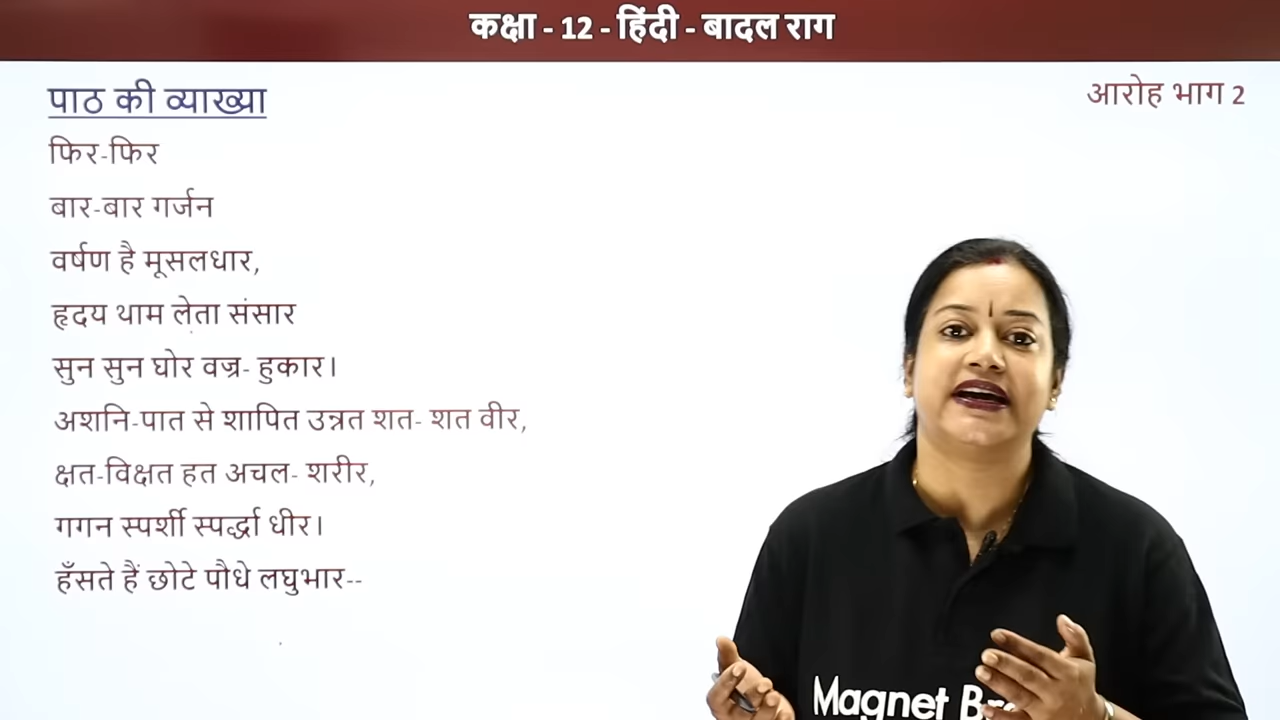 कक्षा - 12 - हिंदी - बादल राग
पाठ की व्याख्या
आरोह भाग 2
फिर-फिर
बार-बार गर्जन
वर्षण है मूसलधार,
हृदय थाम लेता संसार
सुन सुन घोर वज्र- हुकार।
अशनि-पात से शापित उन्नत शत- शत वीर,
क्षत-विक्षत हत अचल- शरीर,
गगन स्पर्शी स्पर्द्धा धीर।
हँसते हैं छोटे पौधे लघुभार--
Magnet